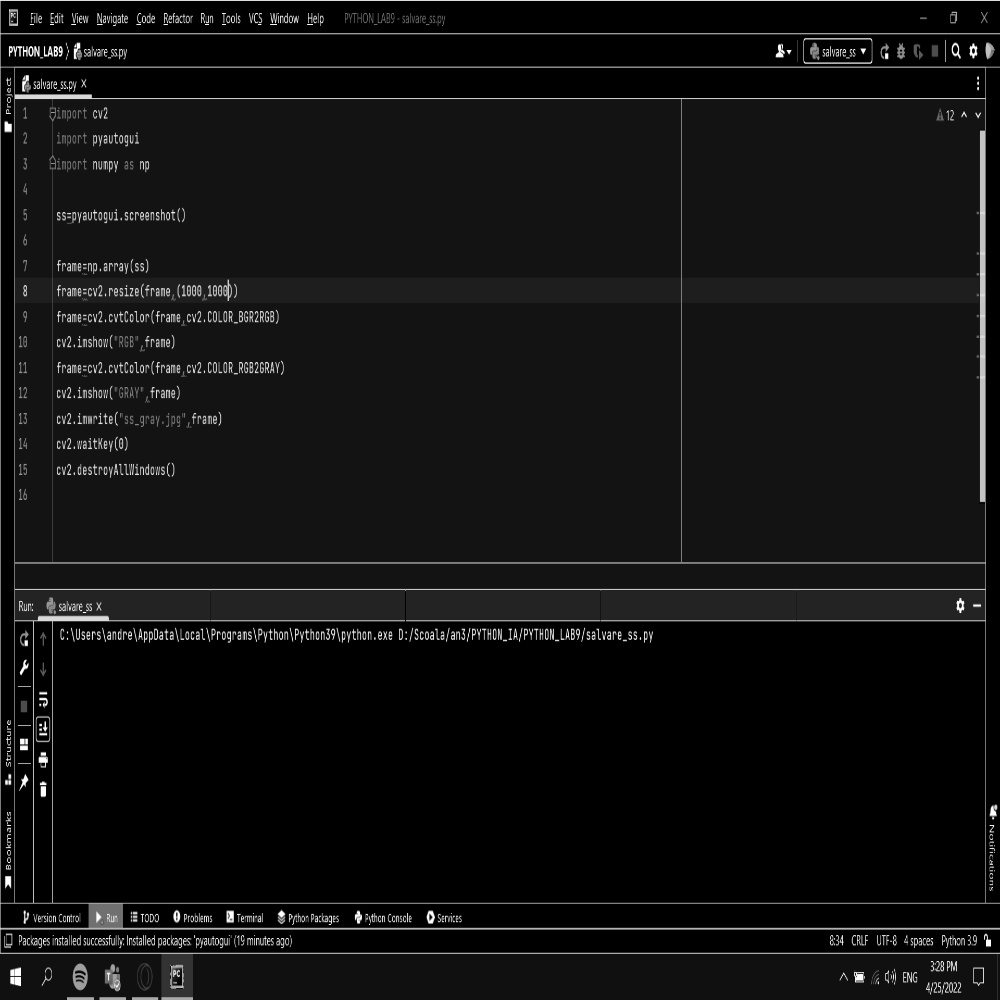 File Edit View Navigate Code Refactor Run Tools VCS Window Help PYTHON_LAB9 - salvare_ss.py
PYTHON_LAB9 salvare_ss.py salvare_ss
Project
salvare_ss.py
12
1 import cv2
2 import pyautogui
3 import numpy as np
4
5 ss=pyautogui.screenshot()
6
7 frame=np.array(ss)
8 frame=cv2.resize(frame,(1000,1000))
9 frame=cv2.cvtColor(frame,cv2.COLOR_BGR2RGB)
10 cv2.imshow("RGB",frame)
11 frame=cv2.cvtColor(frame,cv2.COLOR_RGB2GRAY)
12 cv2.imshow("GRAY",frame)
13 cv2.imwrite("ss_gray.jpg",frame)
14 cv2.waitKey(0)
15 cv2.destroyAllWindows()
16
Run: salvare_ss
C:\Users\andre\AppData\Local\Programs\Python\Python39\python.exe D:/Scoala/an3/PYTHON_IA/PYTHON_LAB9/salvare_ss.py
Structure
Bookmarks
Notifications
Version Control Run TODO Problems Terminal Python Packages Python Console Services
Packages installed successfully: Installed packages: 'pyautogui' (19 minutes ago) 8:34 CRLF UTF-8 4 spaces Python 3.9
PC
ENG
3:28 PM
4/25/2022